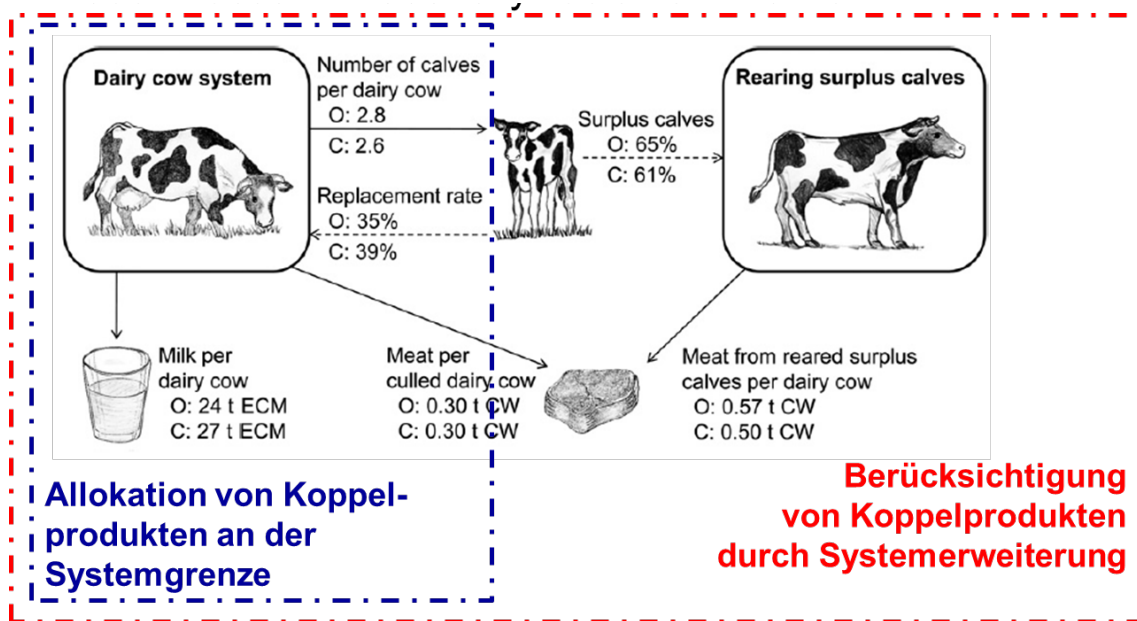 Dairy cow system
Number of calves
per dairy cow
O: 2.8
C: 2.6
Replacement rate
O: 35%
C: 39%
Surplus calves
O: 65%
C: 61%
Rearing surplus calves
Milk per
dairy cow
O: 24 t ECM
C: 27 t ECM
Meat per
culled dairy cow
O: 0.30 t CW
C: 0.30 t CW
Meat from reared surplus
calves per dairy cow
O: 0.57 t CW
C: 0.50 t CW
Allokation von Koppel-
produkten an der
Systemgrenze
Berücksichtigung
von Koppelprodukten
durch Systemerweiterung